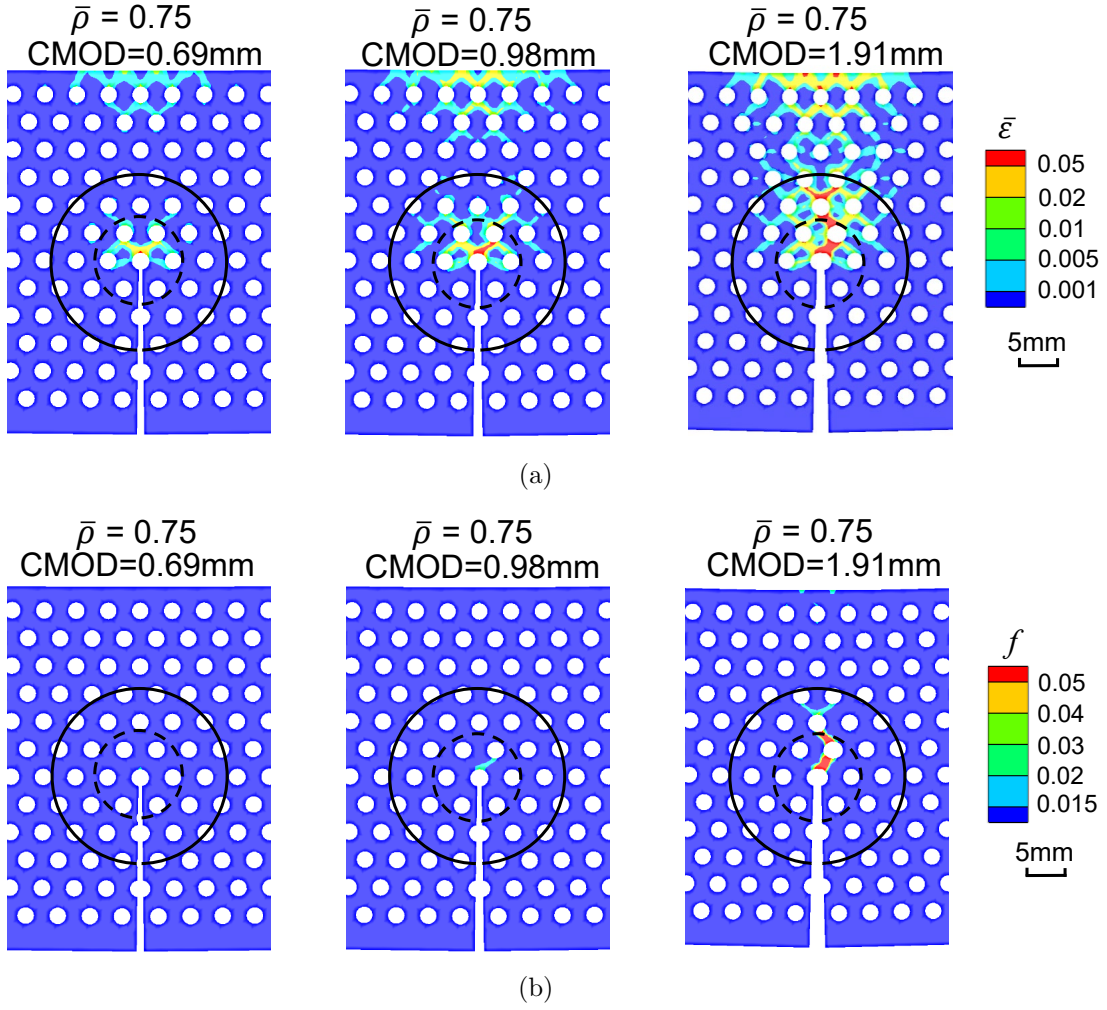 ρ̄ = 0.75
CMOD=0.69mm
ρ̄ = 0.75
CMOD=0.98mm
ρ̄ = 0.75
CMOD=1.91mm
ε̄
0.05
0.02
0.01
0.005
0.001
5mm
(a)
ρ̄ = 0.75
CMOD=0.69mm
ρ̄ = 0.75
CMOD=0.98mm
ρ̄ = 0.75
CMOD=1.91mm
f
0.05
0.04
0.03
0.02
0.015
5mm
(b)